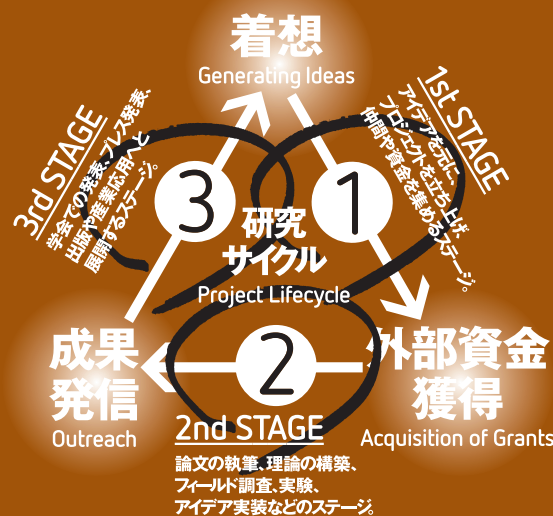 着想
Generating Ideas
1st STAGE
アイデアを元に、
プロジェクトを立ち上げ
仲間や資金を集めるステージ。
3rd STAGE
学会での発表、プレス発表、
出版や産業応用へと
展開するステージ。
3
1
研究
サイクル
Project Lifecycle
成果
発信
Outreach
2
外部資金
獲得
Acquisition of Grants
2nd STAGE
論文の執筆、理論の構築、
フィールド調査、実験、
アイデア実装などのステージ。